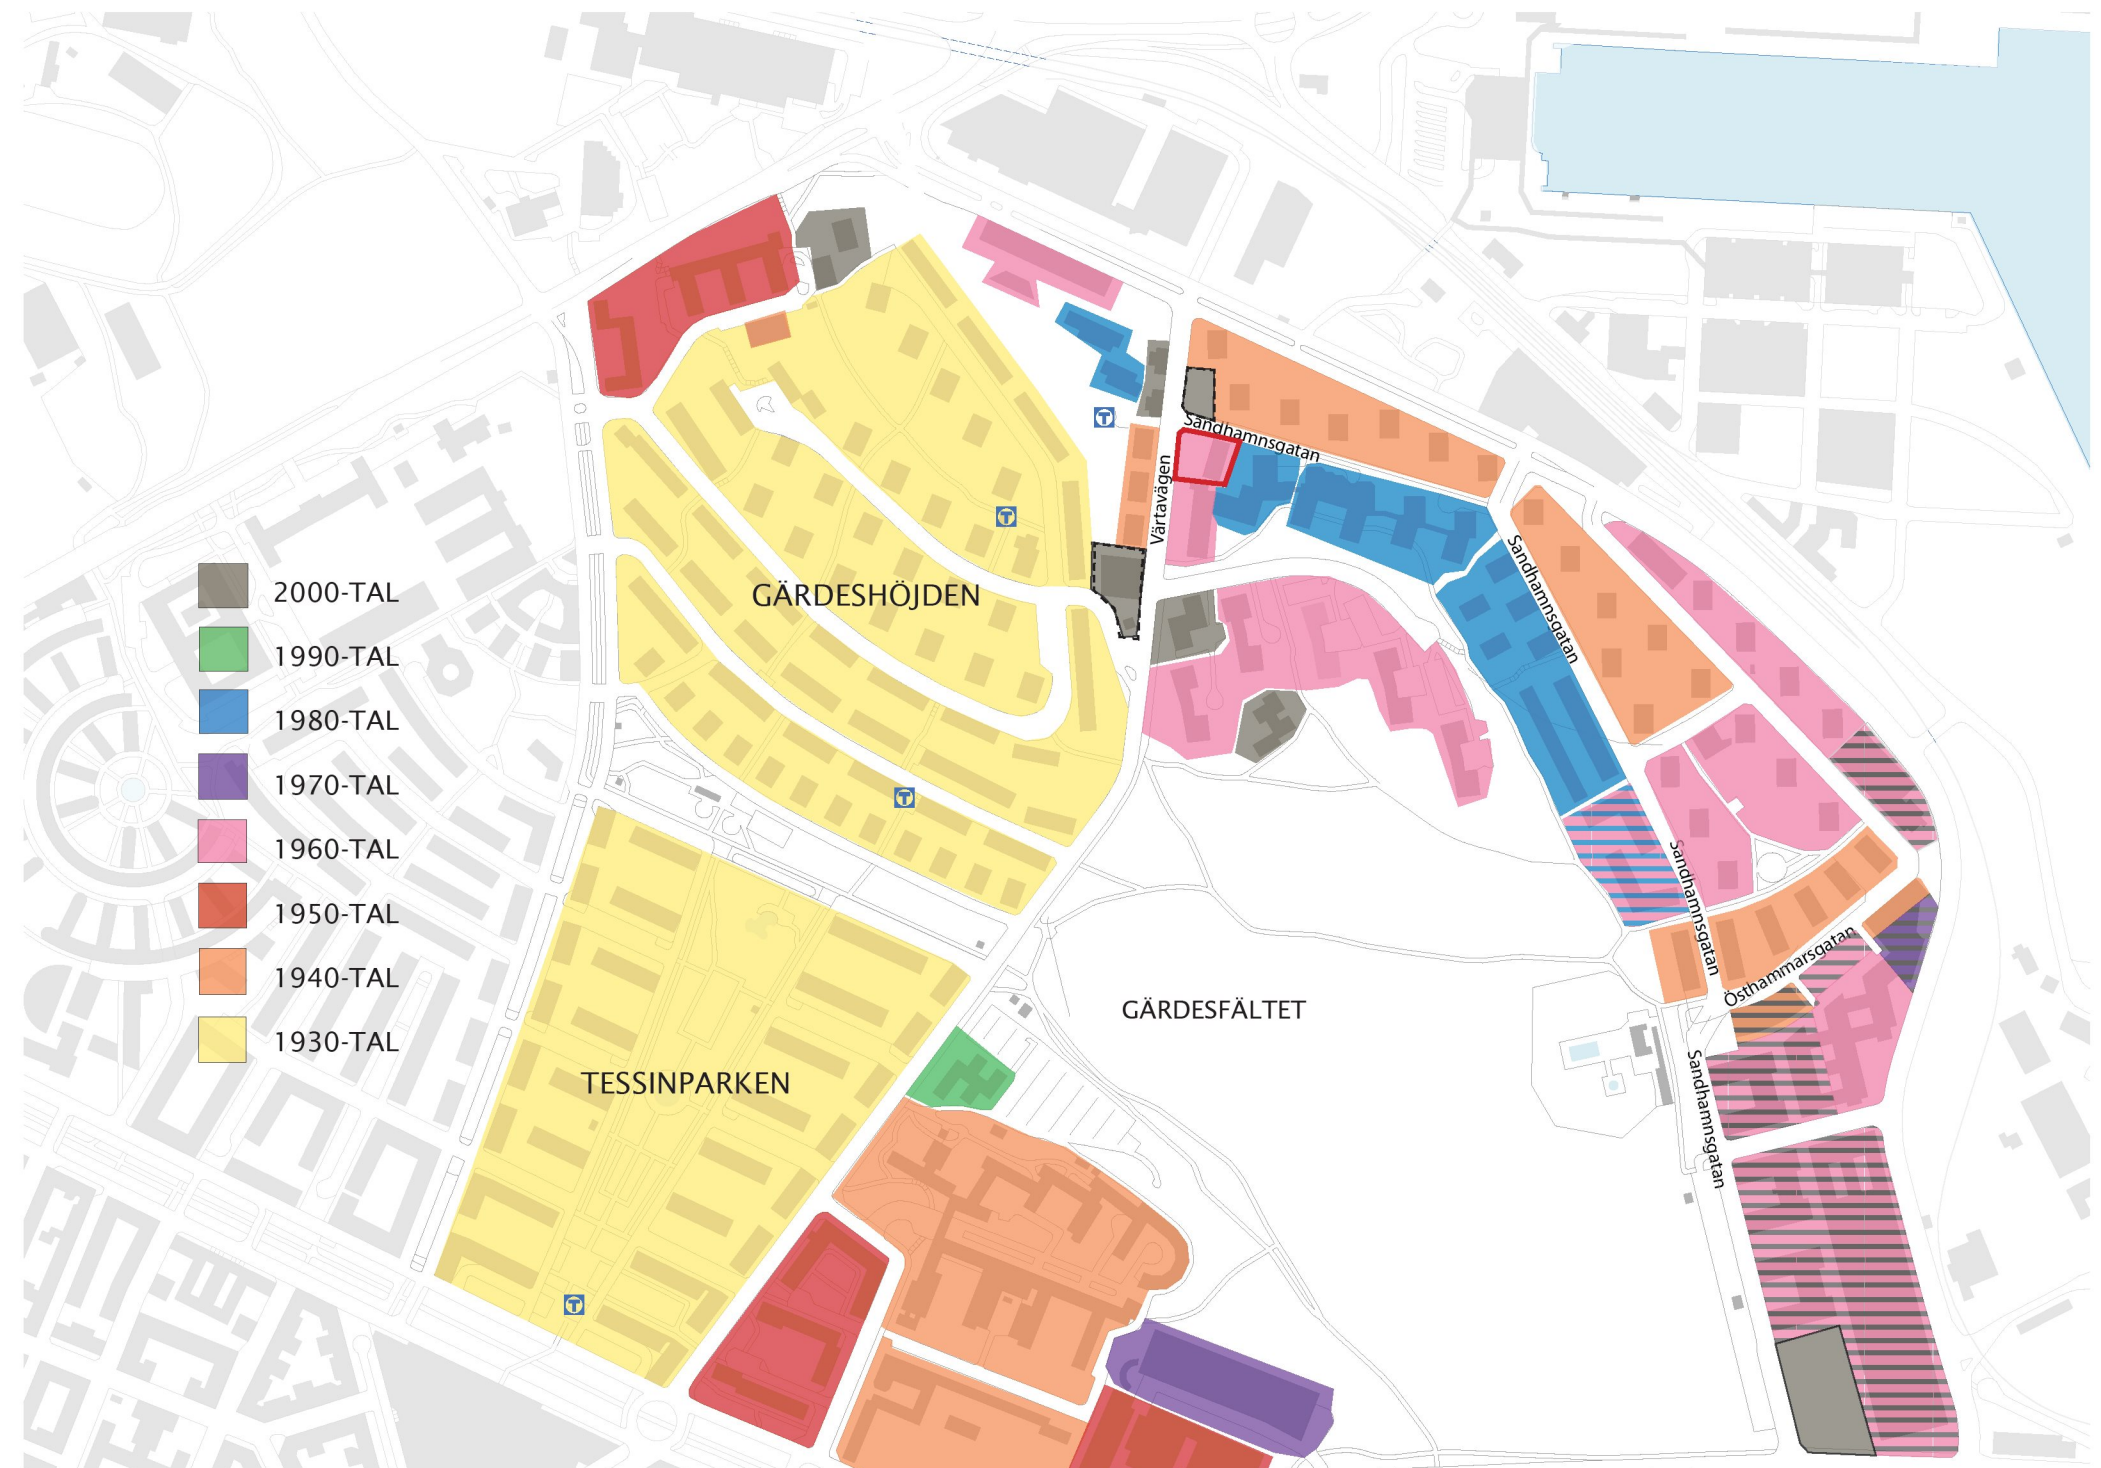 Sandhamnsgatan
Värtavägen
2000-TAL
1990-TAL
1980-TAL
1970-TAL
1960-TAL
1950-TAL
1940-TAL
1930-TAL
GÄRDESHÖJDEN
Sandhamnsgatan
Sandhamnsgatan
Östhammarsgatan
GÄRDESFÄLTET
TESSINPARKEN
Sandhamnsgatan
T
T
T
T